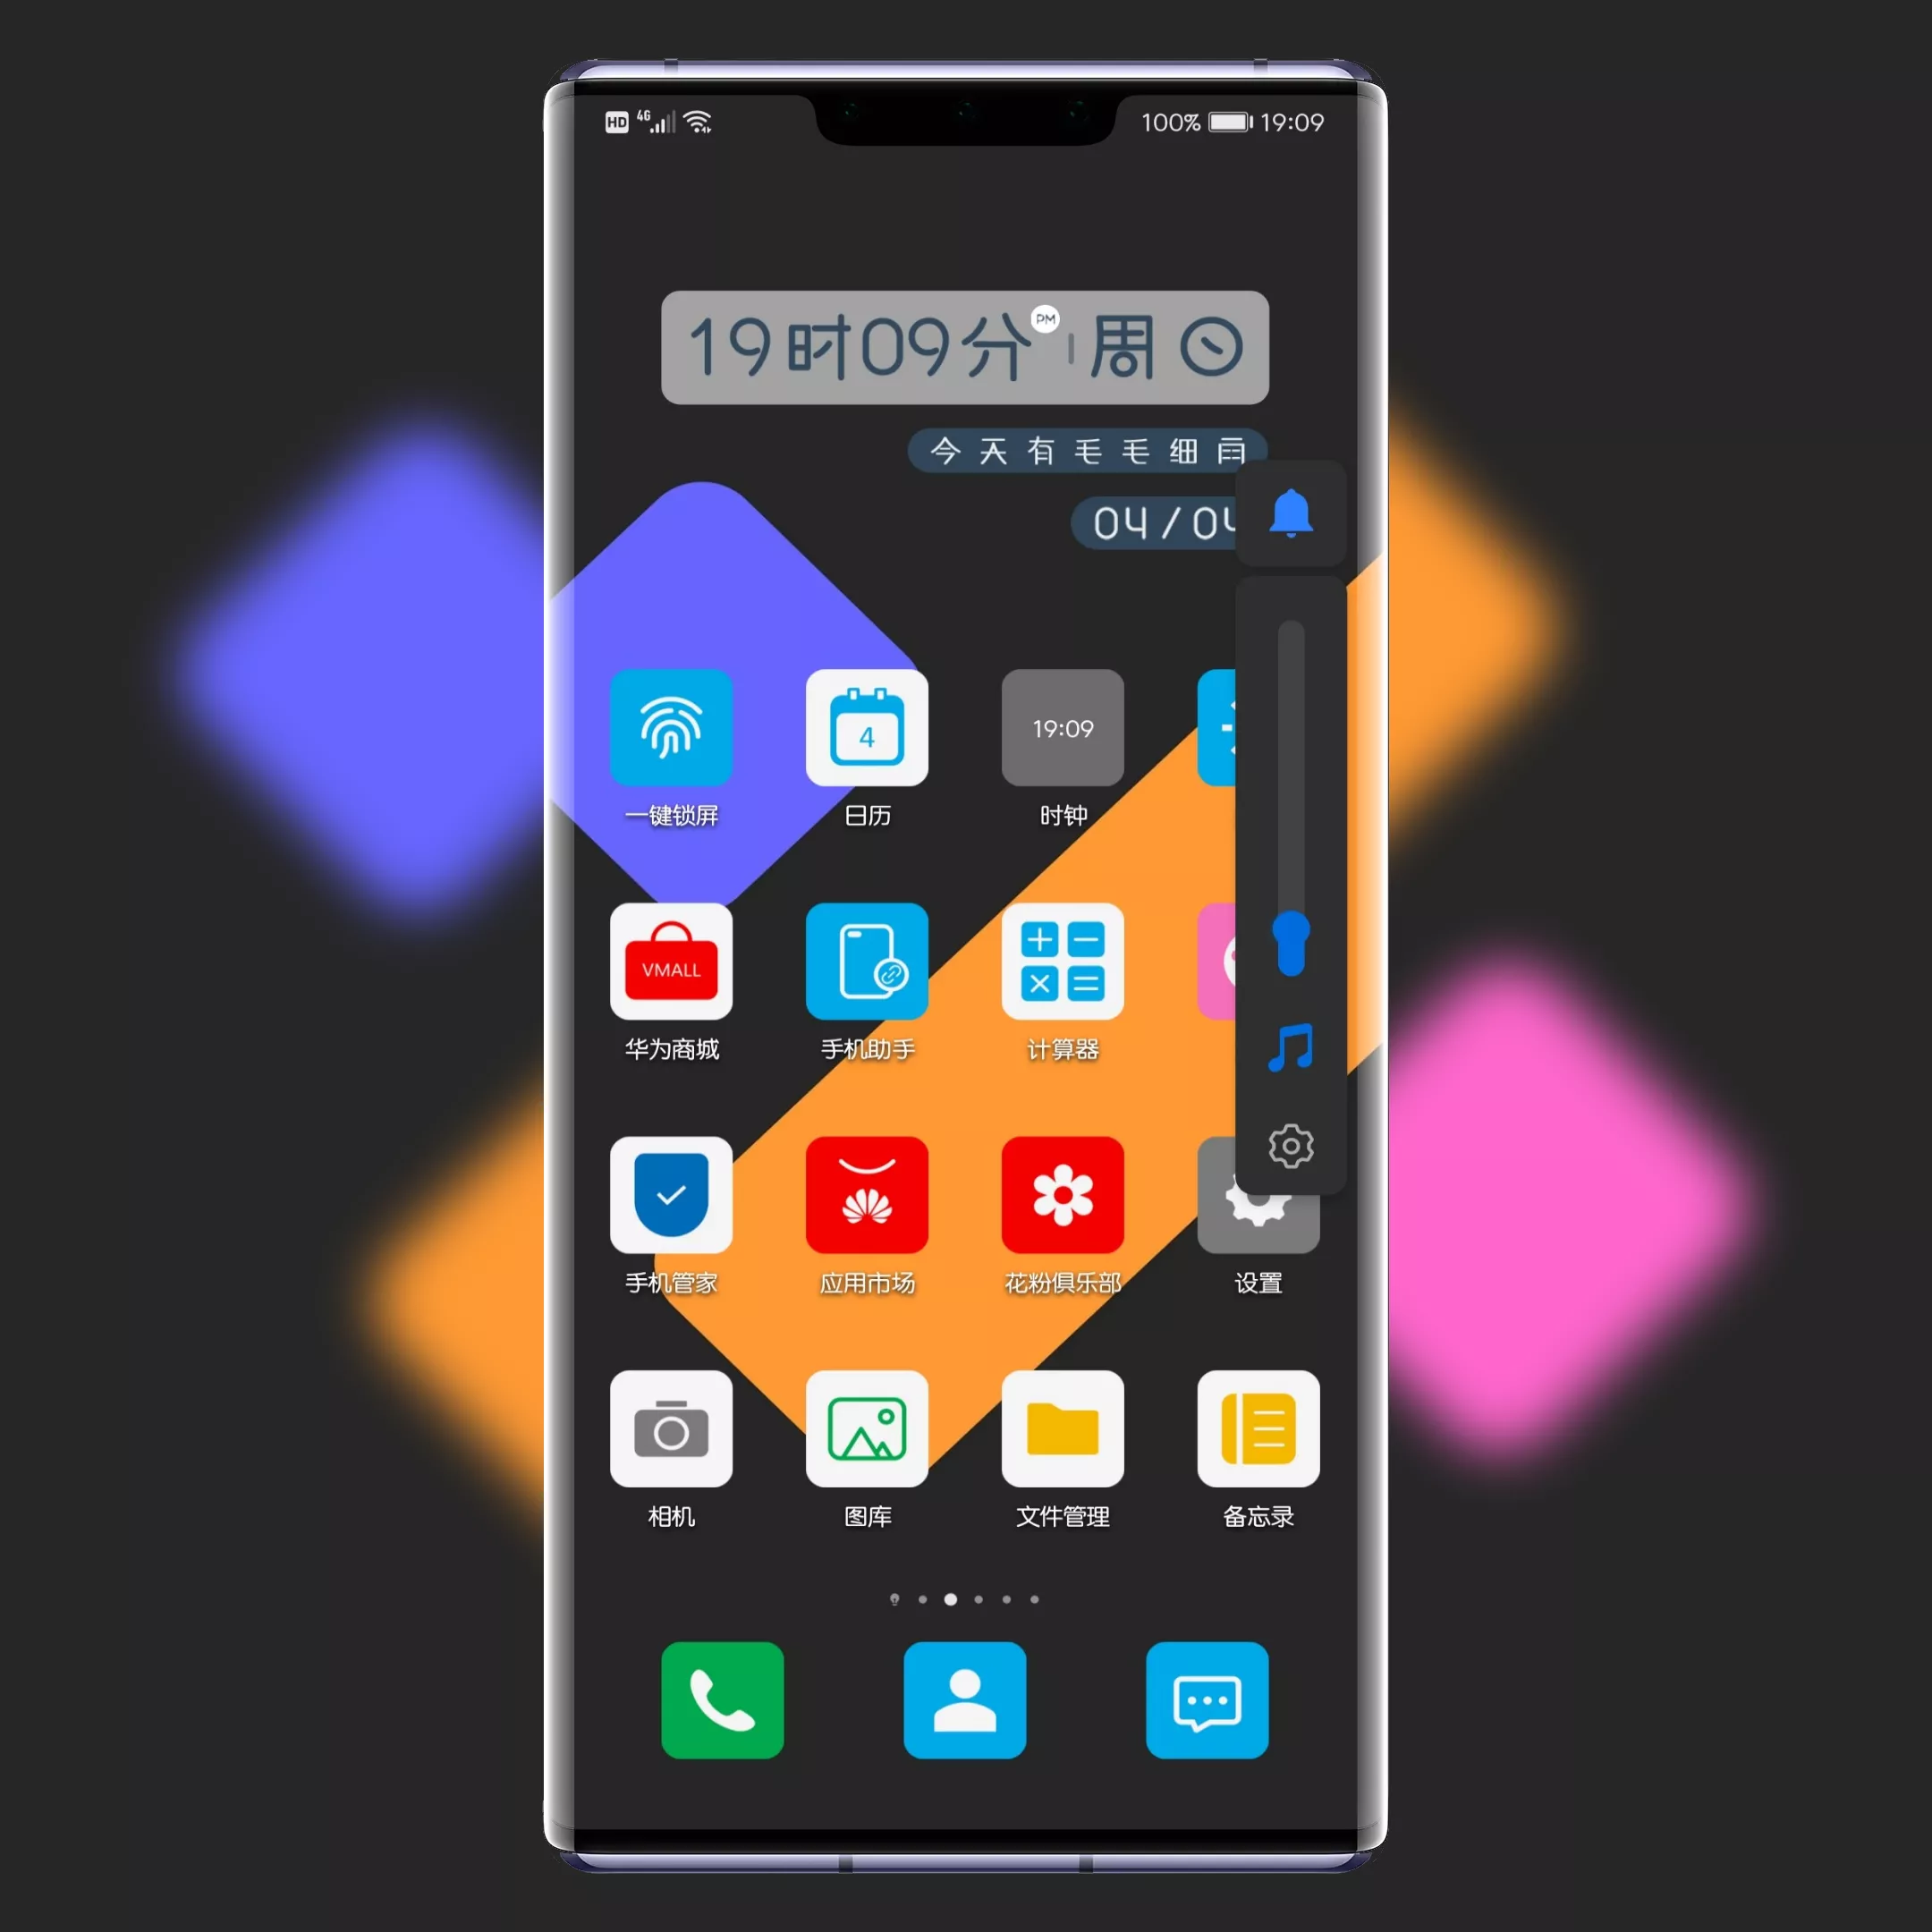 HD 4G 100% 19:09
19时09分 PM 周
今天有毛毛细雨
04/04
4
19:09
一键锁屏 日历 时钟
VMALL
华为商城 手机助手 计算器
手机管家 应用市场 花粉俱乐部 设置
相机 图库 文件管理 备忘录